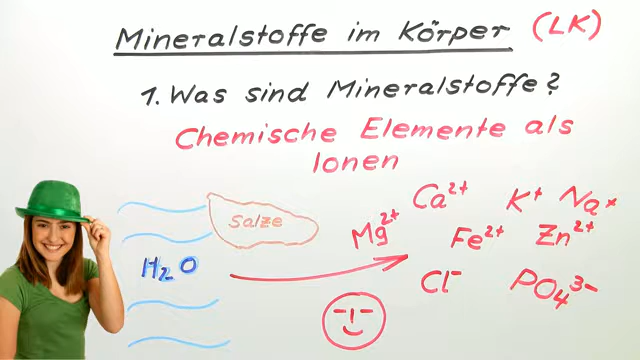 Mineralstoffe im Körper (LK)
1. Was sind Mineralstoffe?
Chemische Elemente als
Ionen
Salze
H₂O
Mg²⁺ Ca²⁺ K⁺ Na⁺
Fe²⁺ Zn²⁺
Cl⁻ PO₄³⁻